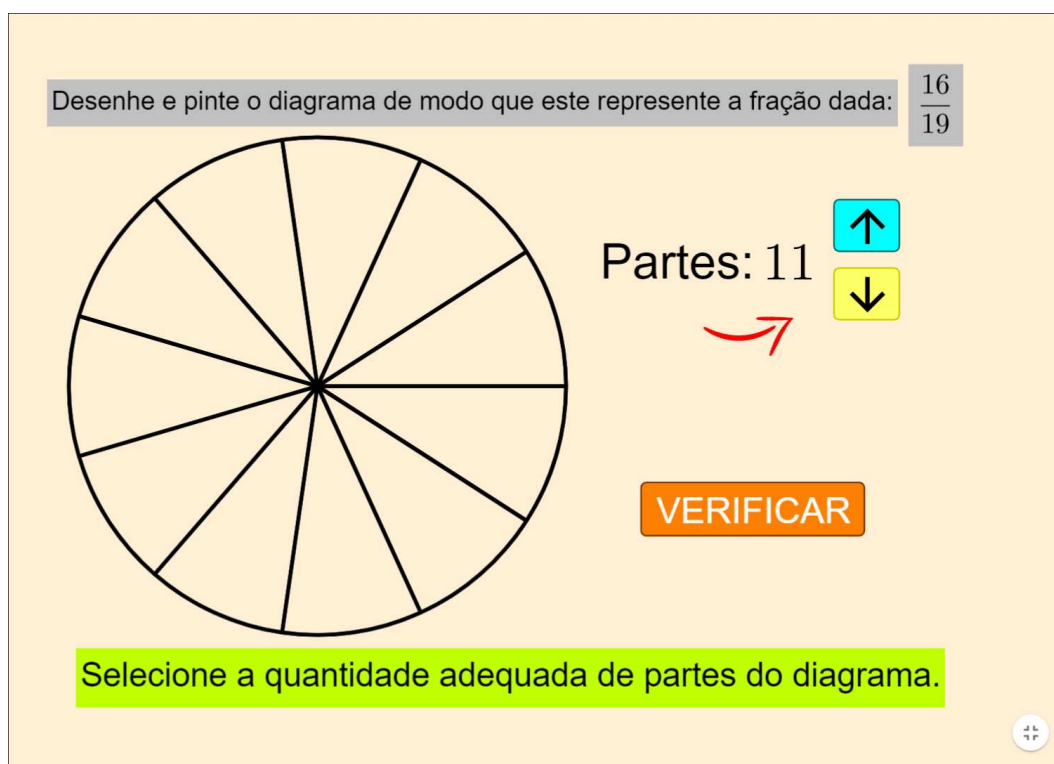 Desenhe e pinte o diagrama de modo que este represente a fração dada:
16
19
Partes: 11
VERIFICAR
Selecione a quantidade adequada de partes do diagrama.